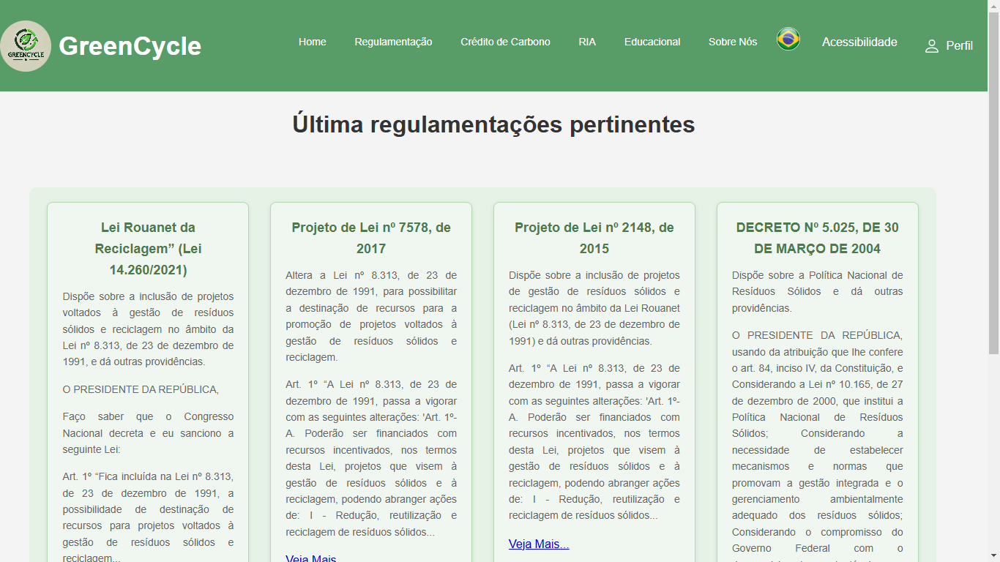 GREENCYCLE
GreenCycle
Home
Regulamentação
Crédito de Carbono
RIA
Educacional
Sobre Nós
Acessibilidade
Perfil
Última regulamentações pertinentes
Lei Rouanet da
Reciclagem” (Lei
14.260/2021)
Dispõe sobre a inclusão de projetos
voltados à gestão de resíduos
sólidos e reciclagem no âmbito da
Lei nº 8.313, de 23 de dezembro de
1991, e dá outras providências.
O PRESIDENTE DA REPÚBLICA,
Faço saber que o Congresso
Nacional decreta e eu sanciono a
seguinte Lei:
Art. 1º “Fica incluída na Lei nº 8.313,
de 23 de dezembro de 1991, a
possibilidade de destinação de
recursos para projetos voltados à
gestão de resíduos sólidos e
reciclagem...
Projeto de Lei nº 7578, de
2017
Altera a Lei nº 8.313, de 23 de
dezembro de 1991, para possibilitar
a destinação de recursos para a
promoção de projetos voltados à
gestão de resíduos sólidos e
reciclagem.
Art. 1º “A Lei nº 8.313, de 23 de
dezembro de 1991, passa a vigorar
com as seguintes alterações: 'Art. 1º-
A. Poderão ser financiados com
recursos incentivados, nos termos
desta Lei, projetos que visem à
gestão de resíduos sólidos e à
reciclagem, podendo abranger ações
de: I - Redução, reutilização e
reciclagem de resíduos sólidos...
Veja Mais...
Projeto de Lei nº 2148, de
2015
Dispõe sobre a inclusão de projetos
de gestão de resíduos sólidos e
reciclagem no âmbito da Lei Rouanet
(Lei nº 8.313, de 23 de dezembro de
1991) e dá outras providências.
Art. 1º “A Lei nº 8.313, de 23 de
dezembro de 1991, passa a vigorar
com as seguintes alterações: 'Art. 1º-
A. Poderão ser financiados com
recursos incentivados, nos termos
desta Lei, projetos que visem à
gestão de resíduos sólidos e à
reciclagem, podendo abranger ações
de: I - Redução, reutilização e
reciclagem de resíduos sólidos...
Veja Mais...
DECRETO Nº 5.025, DE 30
DE MARÇO DE 2004
Dispõe sobre a Política Nacional de
Resíduos Sólidos e dá outras
providências.
O PRESIDENTE DA REPÚBLICA,
usando da atribuição que lhe confere
o art. 84, inciso IV, da Constituição, e
Considerando a Lei nº 10.165, de 27
de dezembro de 2000, que institui a
Política Nacional de Resíduos
Sólidos; Considerando a
necessidade de estabelecer
mecanismos e normas que
promovam a gestão integrada e o
gerenciamento ambientalmente
adequado dos resíduos sólidos;
Considerando o compromisso do
Governo Federal com o